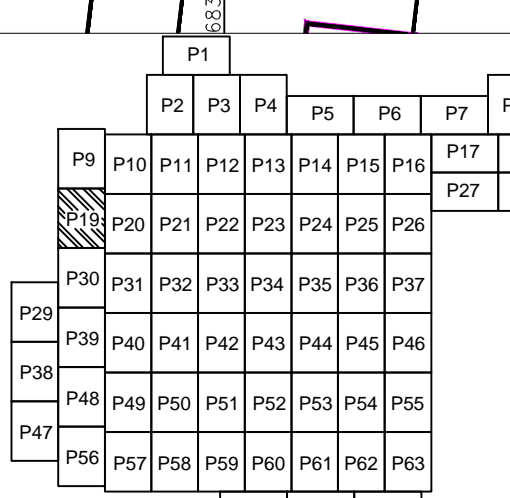 683
P1
P2 P3 P4
P5 P6 P7 P
P9 P10 P11 P12 P13 P14 P15 P16 P17
P27
P19 P20 P21 P22 P23 P24 P25 P26
P30 P31 P32 P33 P34 P35 P36 P37
P29
P39 P40 P41 P42 P43 P44 P45 P46
P38
P48 P49 P50 P51 P52 P53 P54 P55
P47
P56 P57 P58 P59 P60 P61 P62 P63